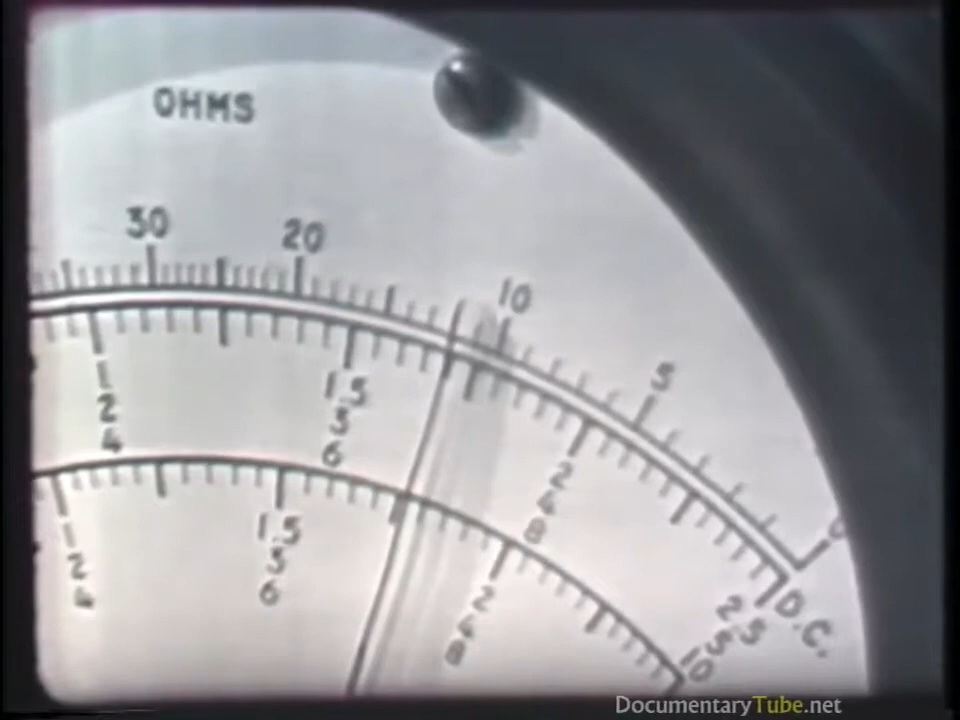 OHMS
30 20 10 5 0
1 1.5 2 2.5
2 3 4 5
4 6 8 10
D.C.
1 1.5 2
2 3 4
4 6 8
DocumentaryTube.net